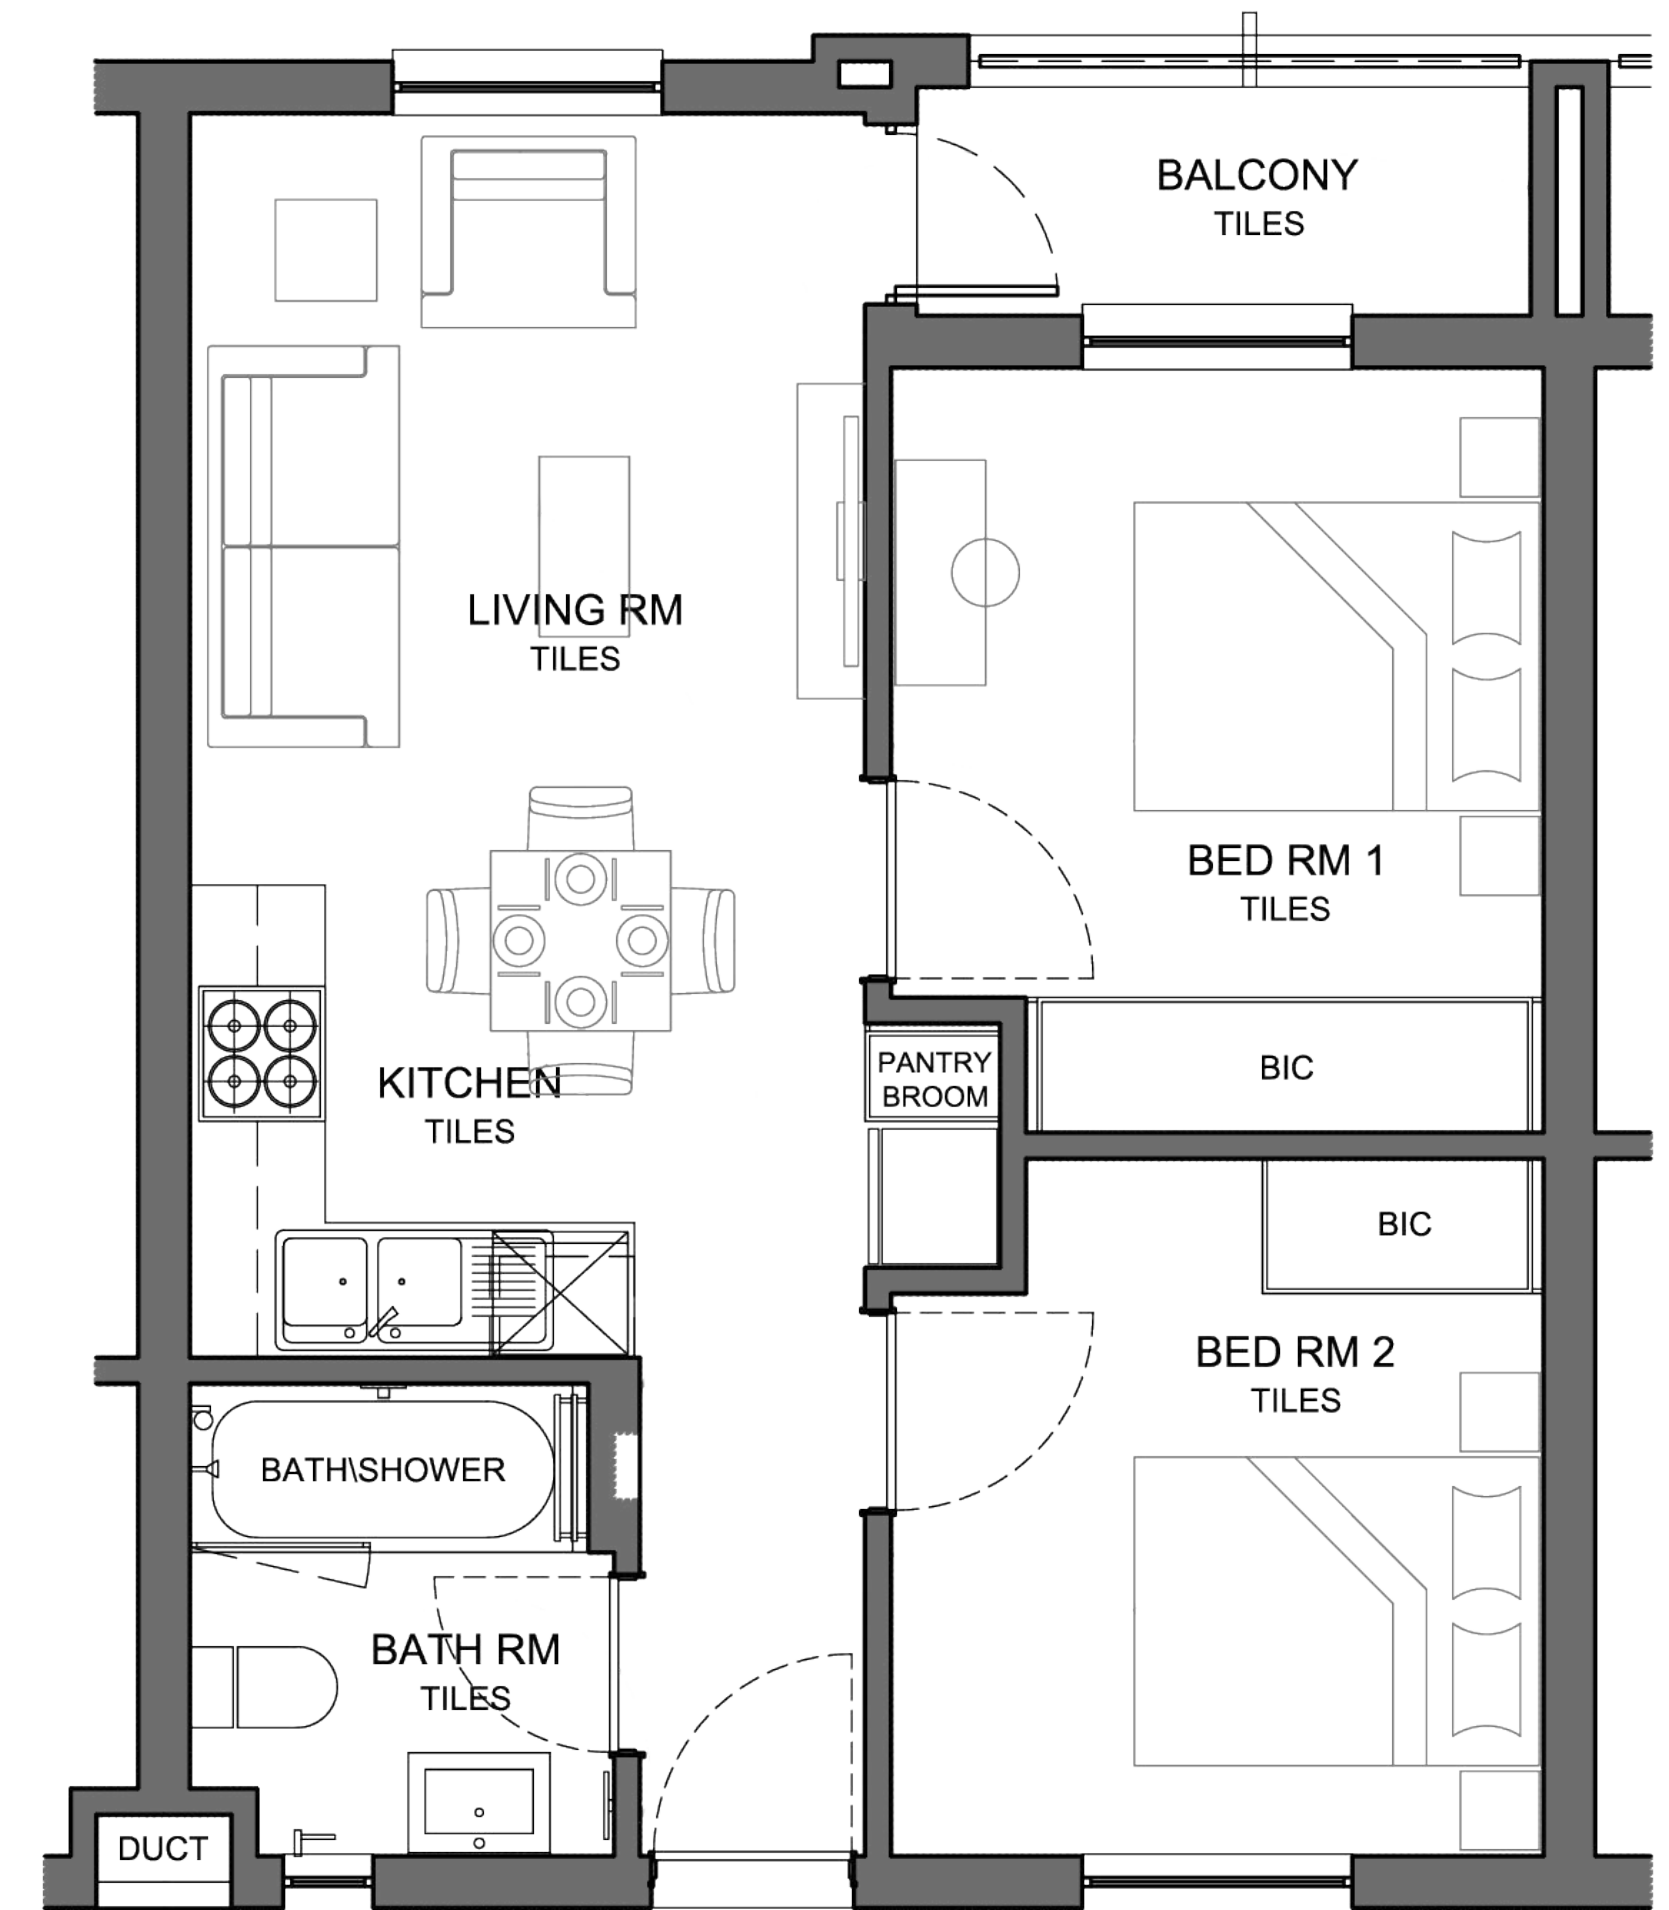 BALCONY
TILES
LIVING RM
TILES
BED RM 1
TILES
PANTRY
BROOM
BIC
KITCHEN
TILES
BIC
BED RM 2
TILES
BATH\SHOWER
BATH RM
TILES
DUCT